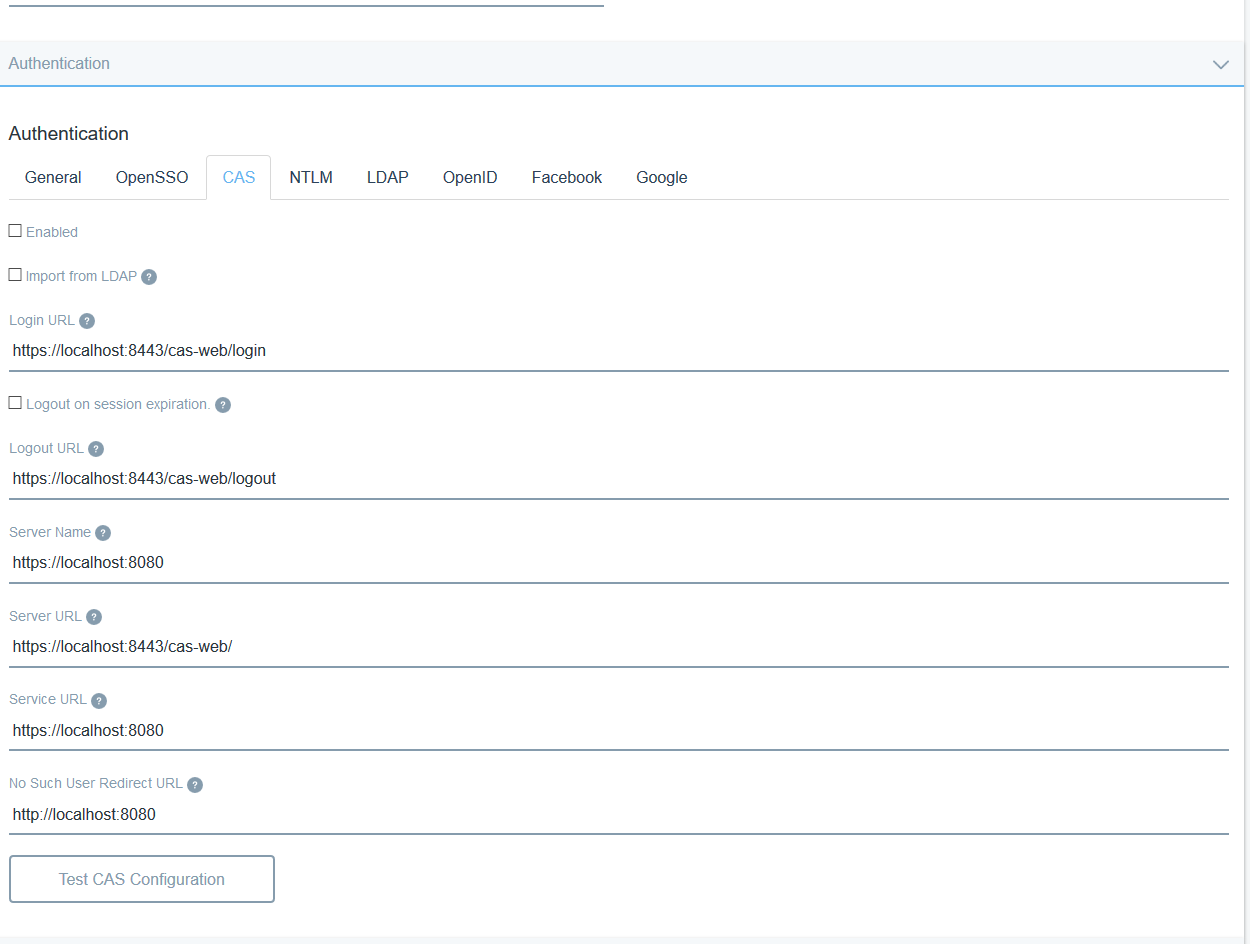 Authentication
Authentication
General OpenSSO CAS NTLM LDAP OpenID Facebook Google
Enabled
Import from LDAP ?
Login URL ?
https://localhost:8443/cas-web/login
Logout on session expiration. ?
Logout URL ?
https://localhost:8443/cas-web/logout
Server Name ?
https://localhost:8080
Server URL ?
https://localhost:8443/cas-web/
Service URL ?
https://localhost:8080
No Such User Redirect URL ?
http://localhost:8080
Test CAS Configuration